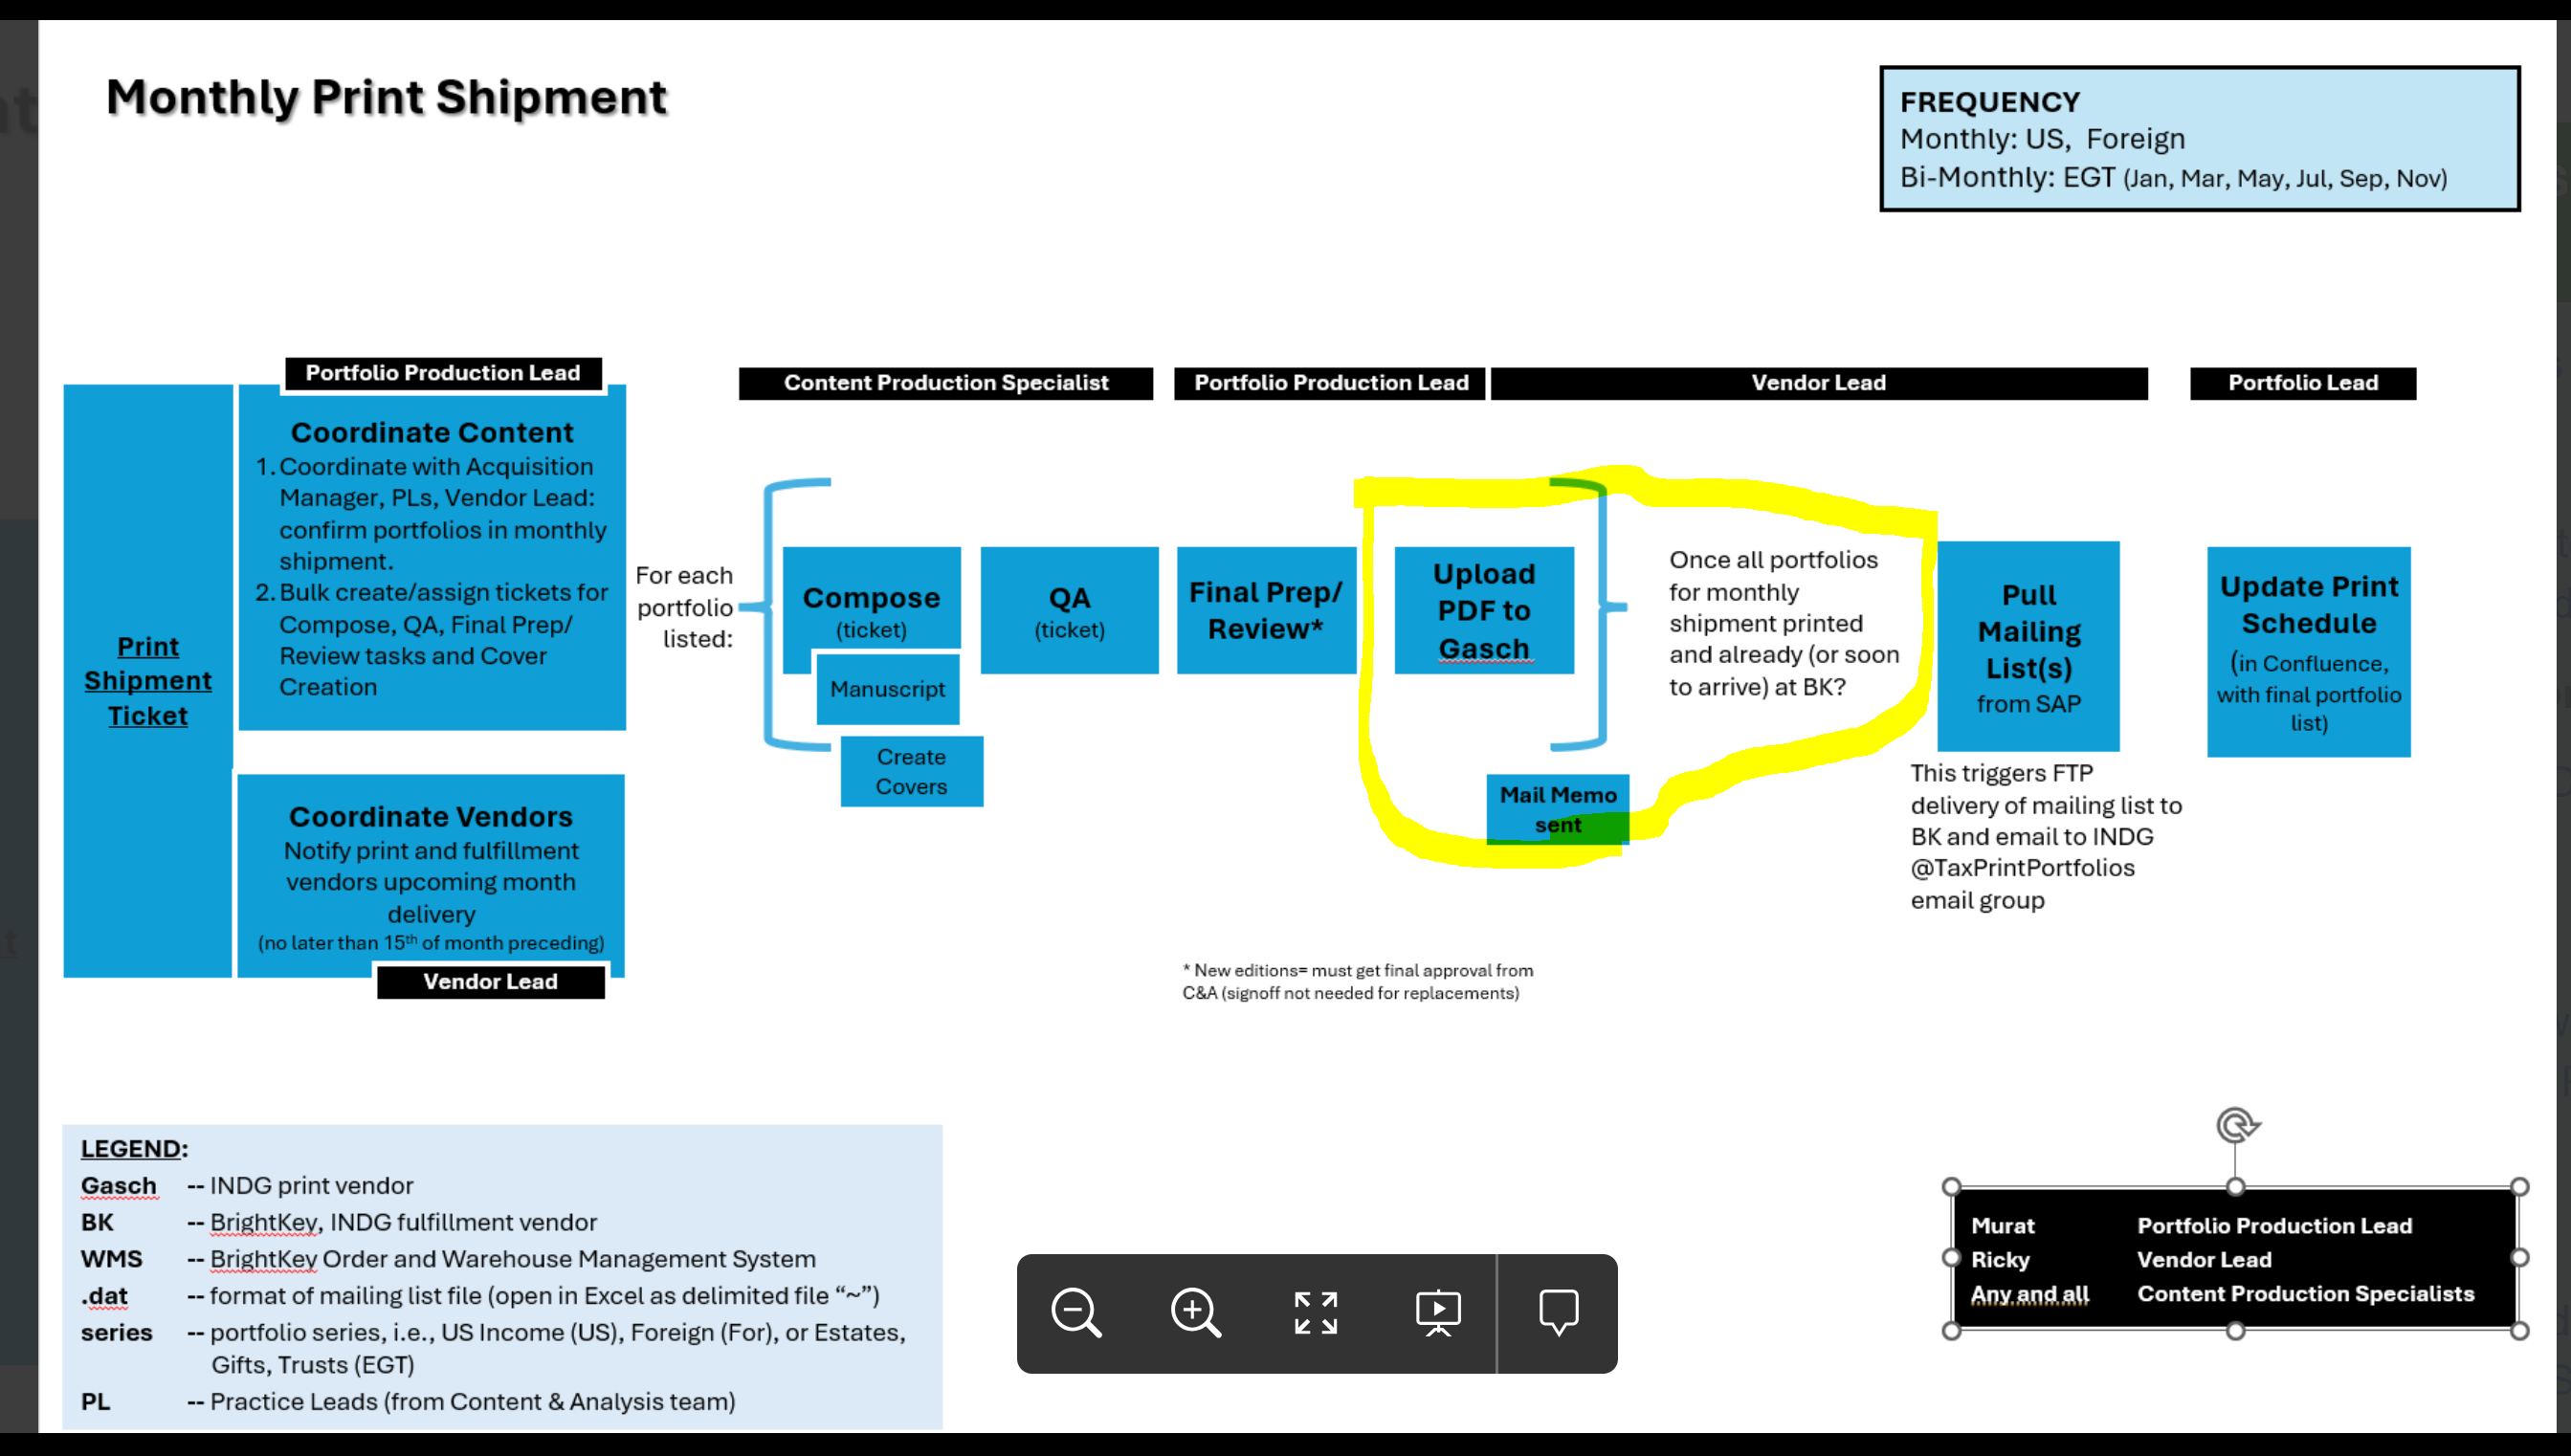 Monthly Print Shipment
FREQUENCY
Monthly: US,  Foreign
Bi-Monthly: EGT (Jan, Mar, May, Jul, Sep, Nov)
Portfolio Production Lead
Content Production Specialist
Portfolio Production Lead
Vendor Lead
Portfolio Lead
Print
Shipment
Ticket
Coordinate Content
1. Coordinate with Acquisition
Manager, PLs, Vendor Lead:
confirm portfolios in monthly
shipment.
2. Bulk create/assign tickets for
Compose, QA, Final Prep/
Review tasks and Cover
Creation
Coordinate Vendors
Notify print and fulfillment
vendors upcoming month
delivery
(no later than 15th of month preceding)
Vendor Lead
For each
portfolio
listed:
Compose
(ticket)
Manuscript
Create
Covers
QA
(ticket)
Final Prep/
Review*
Upload
PDF to
Gasch
Mail Memo
sent
Once all portfolios
for monthly
shipment printed
and already (or soon
to arrive) at BK?
Pull
Mailing
List(s)
from SAP
This triggers FTP
delivery of mailing list to
BK and email to INDG
@TaxPrintPortfolios
email group
Update Print
Schedule
(in Confluence,
with final portfolio
list)
* New editions= must get final approval from
C&A (signoff not needed for replacements)
LEGEND:
Gasch -- INDG print vendor
BK -- BrightKey, INDG fulfillment vendor
WMS -- BrightKey Order and Warehouse Management System
.dat -- format of mailing list file (open in Excel as delimited file “~”)
series -- portfolio series, i.e., US Income (US), Foreign (For), or Estates,
Gifts, Trusts (EGT)
PL -- Practice Leads (from Content & Analysis team)
Murat Portfolio Production Lead
Ricky Vendor Lead
Any and all Content Production Specialists